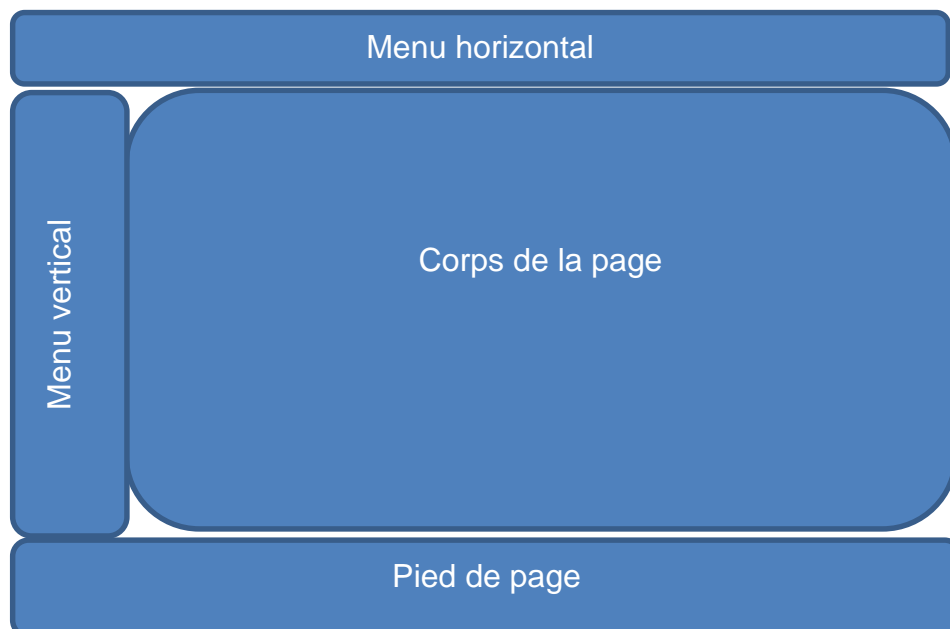 Menu horizontal
Menu vertical
Corps de la page
Pied de page